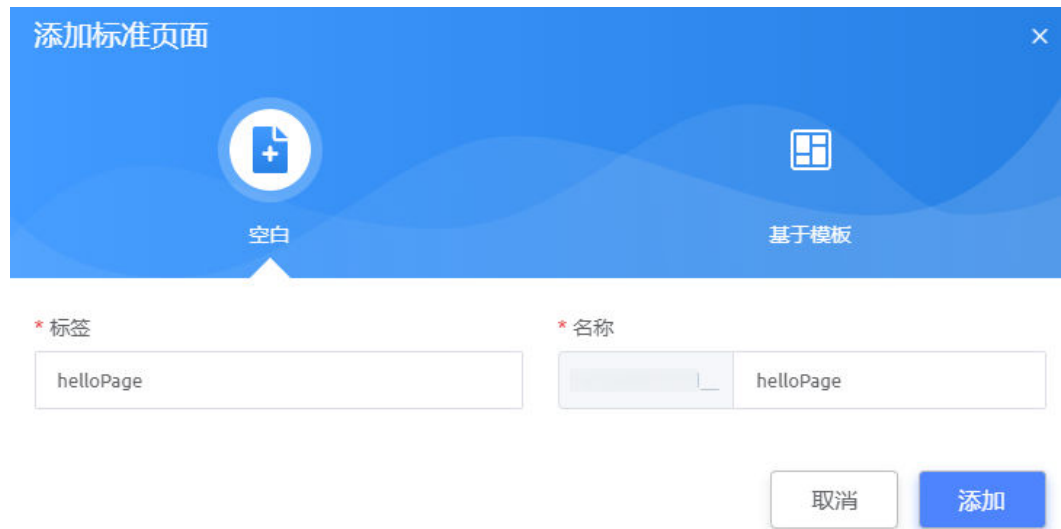 添加标准页面
空白
基于模板
* 标签
* 名称
helloPage
__ helloPage
取消
添加